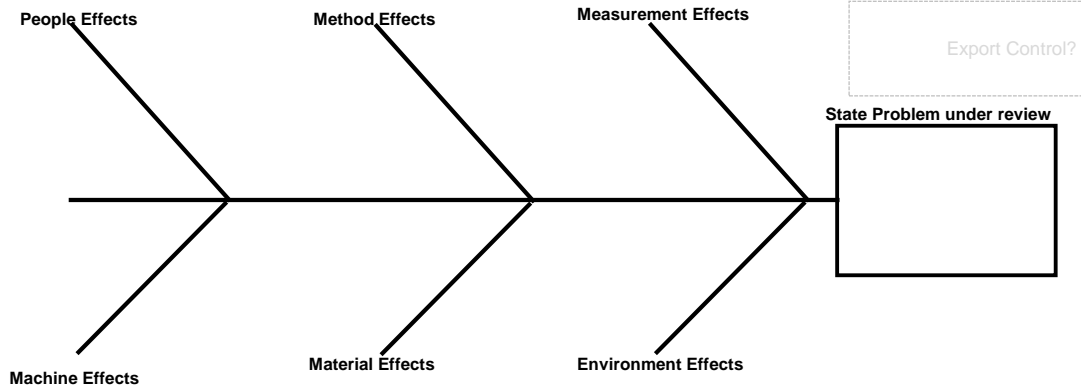 People Effects
Method Effects
Measurement Effects
Export Control?
State Problem under review
Machine Effects
Material Effects
Environment Effects